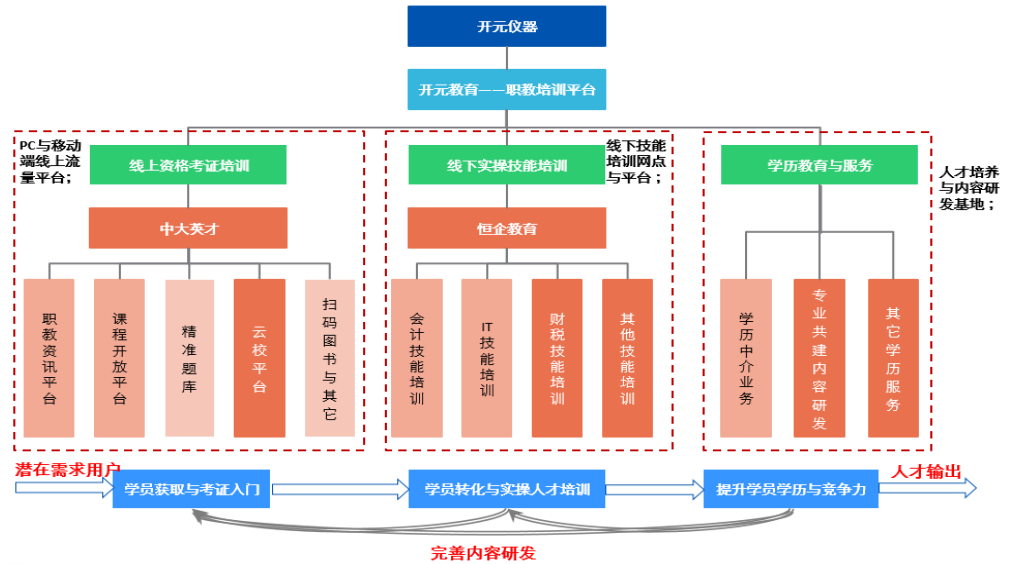 开元仪器
开元教育——职教培训平台
PC与移动
端线上流
量平台；
线上资格考证培训
线下实操技能培训
线下技能
培训网点
与平台；
学历教育与服务
人才培养
与内容研
发基地；
中大英才
恒企教育
职教资讯平台
课程开放平台
精准题库
云校平台
扫码图书与其它
会计技能培训
IT技能培训
财税技能培训
其他技能培训
学历中介业务
专业共建内容研发
其它学历服务
潜在需求用户
学员获取与考证入门
学员转化与实操人才培训
提升学员学历与竞争力
人才输出
完善内容研发